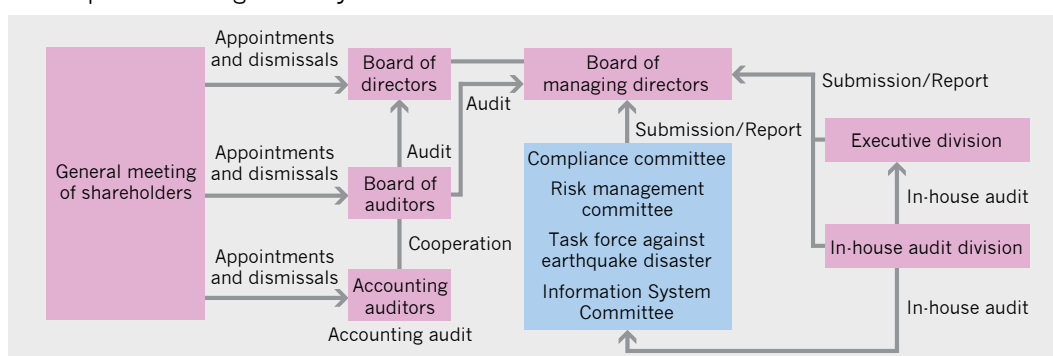 Appointments
and dismissals
Board of
directors
Board of
managing directors
Submission/Report
Audit
Submission/Report
Executive division
General meeting
of shareholders
Appointments
and dismissals
Audit
Board of
auditors
Compliance committee
Risk management
committee
Task force against
earthquake disaster
Information System
Committee
In-house audit
In-house audit division
Cooperation
Appointments
and dismissals
Accounting
auditors
Accounting audit
In-house audit